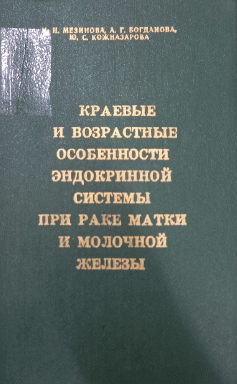 Н. Н. МЕЗИНОВА, А. Г. БОГДАНОВА,
Ю. С. КОЖНАЗАРОВА
КРАЕВЫЕ
И ВОЗРАСТНЫЕ
ОСОБЕННОСТИ
ЭНДОКРИННОЙ
СИСТЕМЫ
ПРИ РАКЕ МАТКИ
И МОЛОЧНОЙ
ЖЕЛЕЗЫ